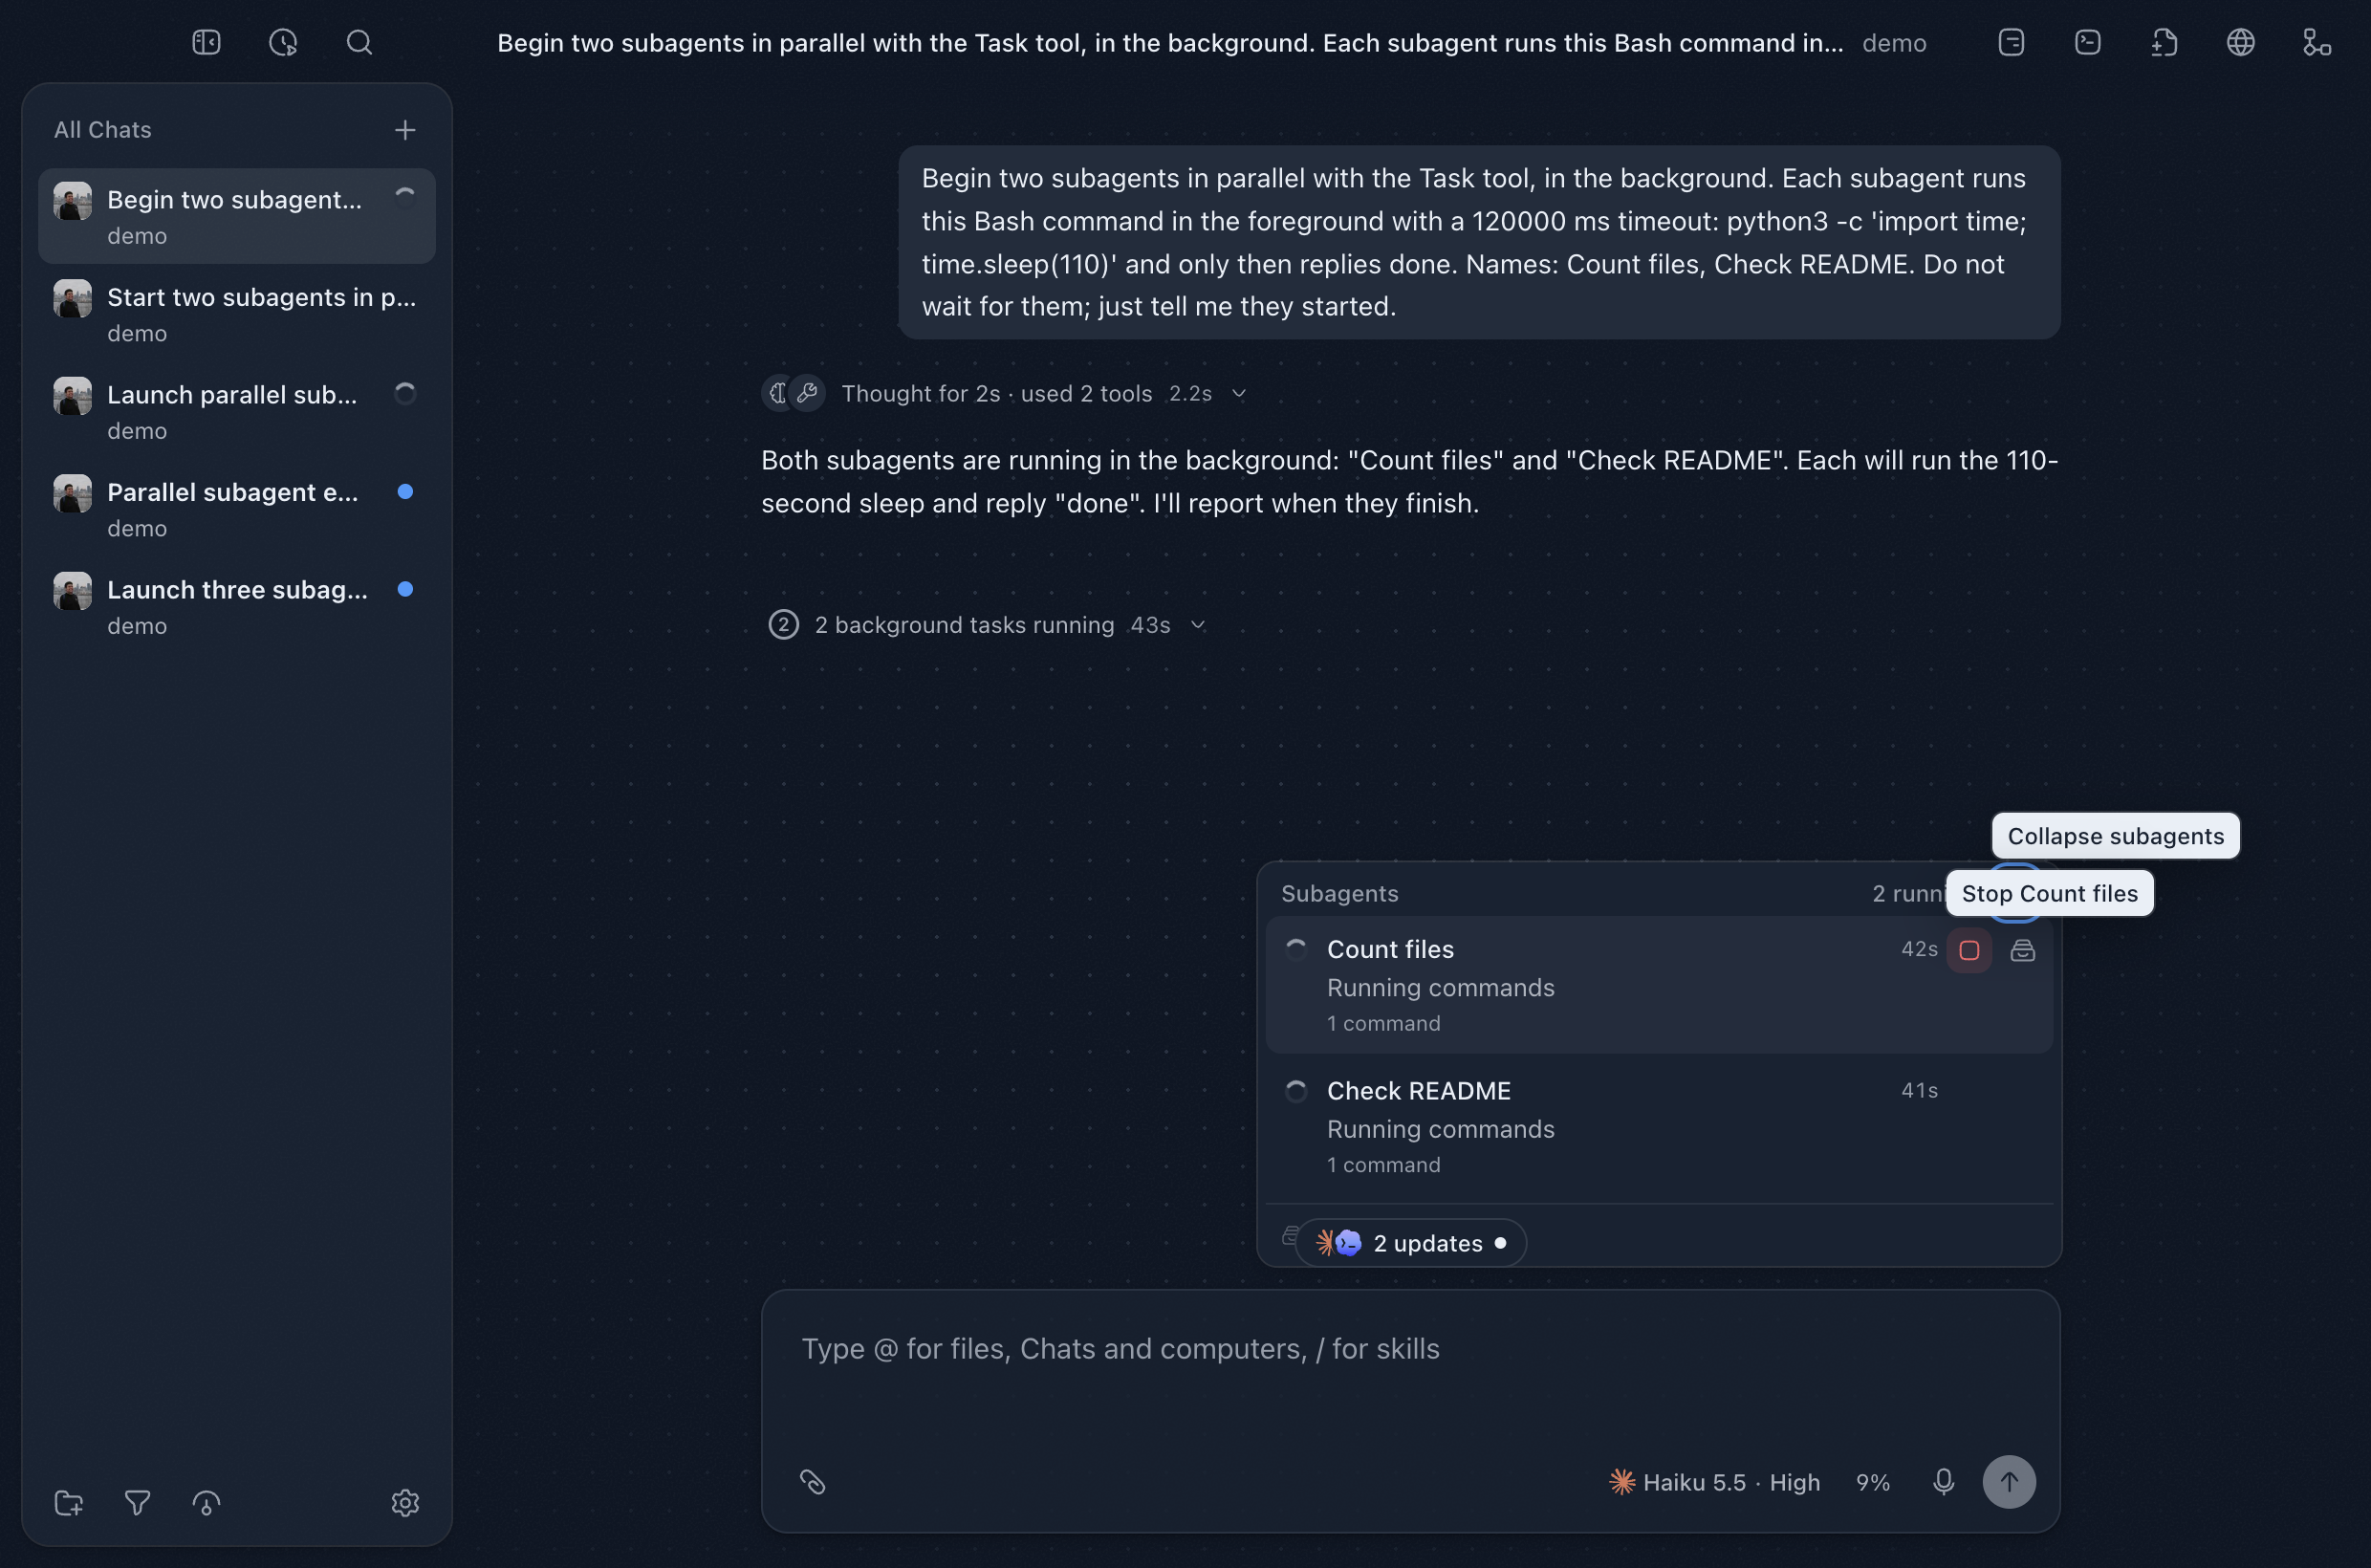 Begin two subagents in parallel with the Task tool, in the background. Each subagent runs this Bash command in... demo
All Chats
Begin two subagent...
demo
Start two subagents in p...
demo
Launch parallel sub...
demo
Parallel subagent e...
demo
Launch three subag...
demo
Begin two subagents in parallel with the Task tool, in the background. Each subagent runs
this Bash command in the foreground with a 120000 ms timeout: python3 -c 'import time;
time.sleep(110)' and only then replies done. Names: Count files, Check README. Do not
wait for them; just tell me they started.
Thought for 2s · used 2 tools 2.2s
Both subagents are running in the background: "Count files" and "Check README". Each will run the 110-
second sleep and reply "done". I'll report when they finish.
2 2 background tasks running 43s
Collapse subagents
Subagents 2 runni
Stop Count files
Count files 42s
Running commands
1 command
Check README 41s
Running commands
1 command
2 updates
Type @ for files, Chats and computers, / for skills
Haiku 5.5 · High 9%